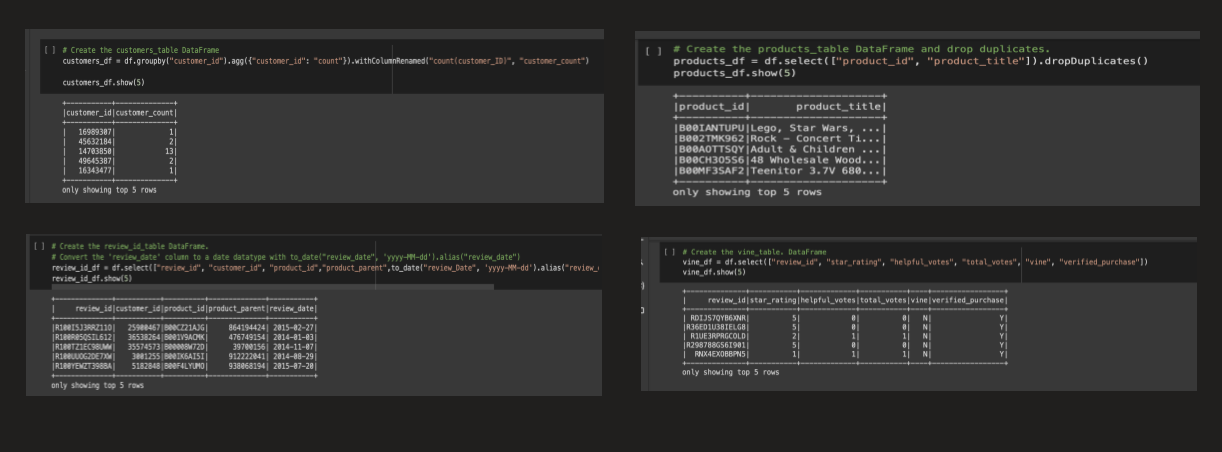 [ ] # Create the customers_table DataFrame
customers_df = df.groupby("customer_id").agg({"customer_id": "count"}).withColumnRenamed("count(customer_ID)", "customer_count")
customers_df.show(5)
+-----------+--------------+
|customer_id|customer_count|
+-----------+--------------+
| 16989307| 1|
| 45632184| 2|
| 14703850| 13|
| 49645387| 2|
| 16343477| 1|
+-----------+--------------+
only showing top 5 rows
[ ] # Create the products_table DataFrame and drop duplicates.
products_df = df.select(["product_id", "product_title"]).dropDuplicates()
products_df.show(5)
+----------+--------------------+
|product_id| product_title|
+----------+--------------------+
|B00IANTUPU|Lego, Star Wars, ...|
|B002TMK962|Rock – Concert Ti...|
|B00AOTTSQY|Adult & Children ...|
|B00CH3O5S6|48 Wholesale Wood...|
|B00MF3SAF2|Teenitor 3.7V 680...|
+----------+--------------------+
only showing top 5 rows
[ ] # Create the review_id_table DataFrame.
# Convert the 'review_date' column to a date datatype with to_date("review_date", 'yyyy-MM-dd').alias("review_date")
review_id_df = df.select(["review_id", "customer_id", "product_id","product_parent",to_date("review_Date", 'yyyy-MM-dd').alias("review_
review_id_df.show(5)
+--------------+-----------+----------+--------------+-----------+
| review_id|customer_id|product_id|product_parent|review_date|
+--------------+-----------+----------+--------------+-----------+
|R100I5J3RRZ11O| 25900467|B00CZ21AJG| 864194424| 2015-02-27|
|R100R05QSIL612| 36538264|B001V9ACMK| 476749154| 2014-01-03|
|R100TZ1EC98UWW| 35574573|B00008W72D| 39700156| 2014-11-07|
|R100UUOG2DE7XW| 3001255|B00IK6AI5I| 912222041| 2014-08-29|
|R100YEWZT398BA| 5182848|B00F4LYUMO| 938068194| 2015-07-20|
+--------------+-----------+----------+--------------+-----------+
only showing top 5 rows
[ ] # Create the vine_table. DataFrame
vine_df = df.select(["review_id", "star_rating", "helpful_votes", "total_votes", "vine", "verified_purchase"])
vine_df.show(5)
+--------------+-----------+-------------+-----------+----+-----------------+
| review_id|star_rating|helpful_votes|total_votes|vine|verified_purchase|
+--------------+-----------+-------------+-----------+----+-----------------+
| RDIJS7QYB6XNR| 5| 0| 0| N| Y|
|R36ED1U38IELG8| 5| 0| 0| N| Y|
| R1UE3RPRGCOLD| 2| 1| 1| N| Y|
|R298788GS6I901| 5| 0| 0| N| Y|
| RNX4EXOBBPN5| 1| 1| 1| N| Y|
+--------------+-----------+-------------+-----------+----+-----------------+
only showing top 5 rows